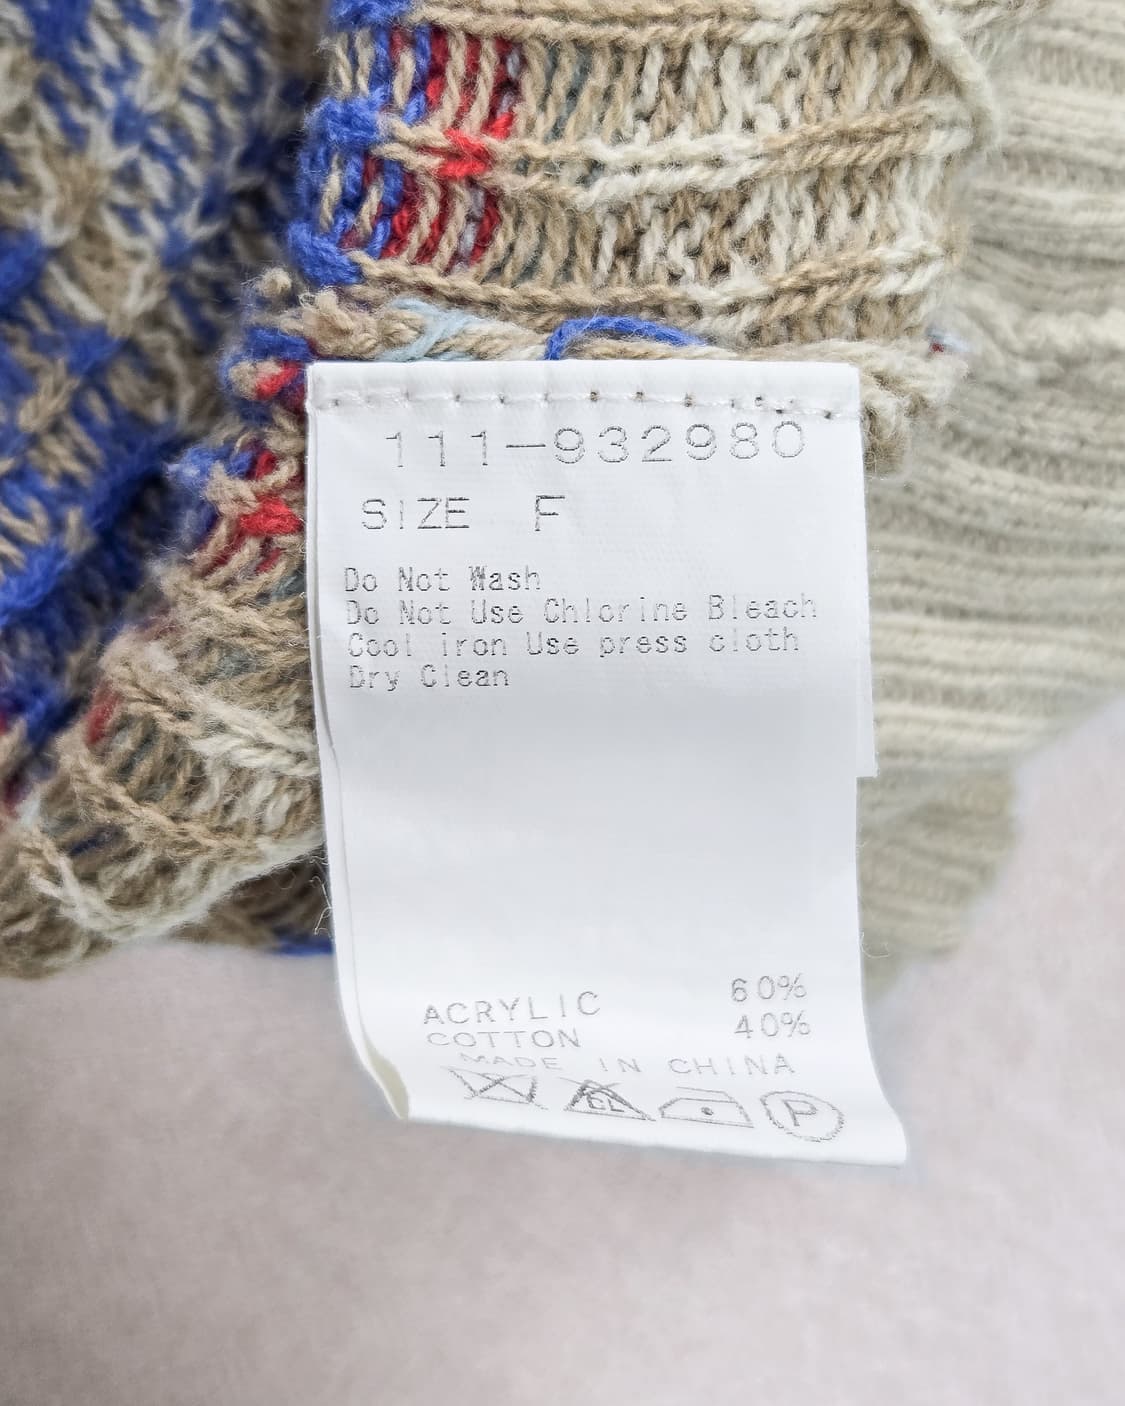 111-932980
SIZE F
Do Not Wash
Do Not Use Chlorine Bleach
Cool iron Use press cloth
Dry Clean
ACRYLIC 60%
COTTON 40%
MADE IN CHINA
CL P